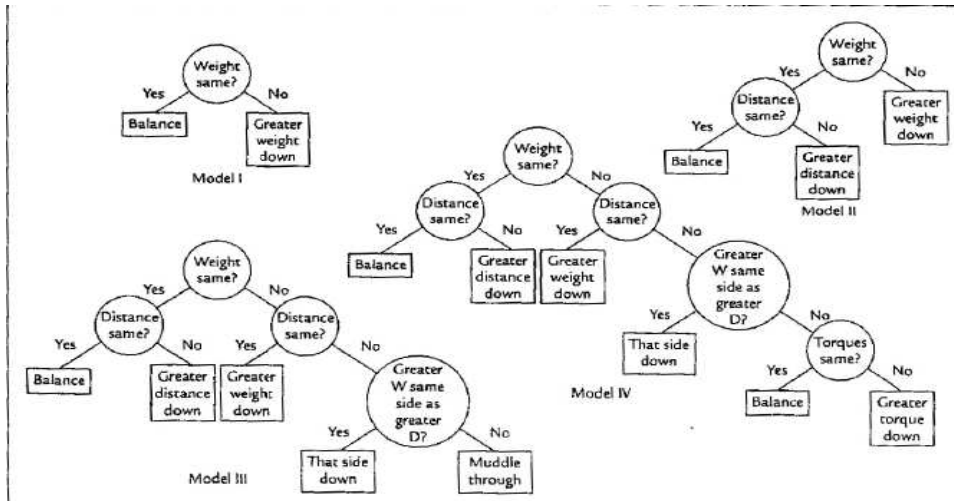 Weight
same?
Yes
No
Balance
Greater
weight
down
Model I
Weight
same?
Yes
No
Distance
same?
Greater
weight
down
Yes
No
Balance
Greater
distance
down
Model II
Weight
same?
Yes
No
Distance
same?
Distance
same?
Yes
No
Yes
No
Balance
Greater
distance
down
Greater
weight
down
Greater
W same
side as
greater
D?
Yes
No
That side
down
Muddle
through
Model III
Weight
same?
Yes
No
Distance
same?
Distance
same?
Yes
No
Yes
No
Balance
Greater
distance
down
Greater
weight
down
Greater
W same
side as
greater
D?
Yes
No
That side
down
Torques
same?
Yes
No
Balance
Greater
torque
down
Model IV